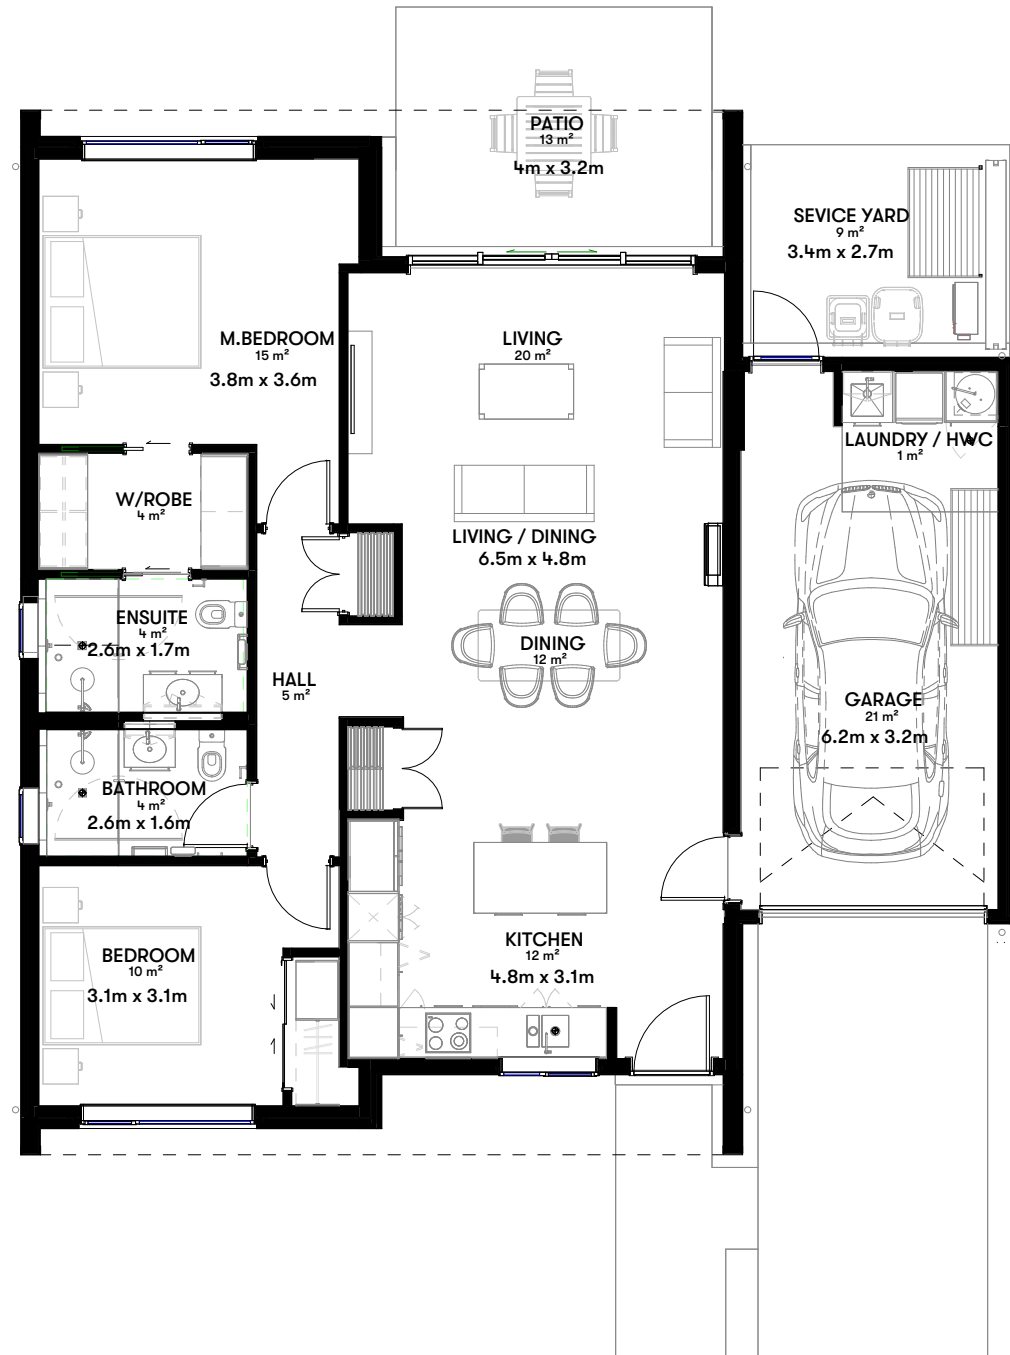 PATIO
13 m²
4m x 3.2m
SEVICE YARD
9 m²
3.4m x 2.7m
M.BEDROOM
15 m²
3.8m x 3.6m
LIVING
20 m²
LAUNDRY / HWC
1 m²
W/ROBE
4 m²
LIVING / DINING
6.5m x 4.8m
ENSUITE
4 m²
2.6m x 1.7m
DINING
12 m²
HALL
5 m²
GARAGE
21 m²
6.2m x 3.2m
BATHROOM
4 m²
2.6m x 1.6m
KITCHEN
12 m²
4.8m x 3.1m
BEDROOM
10 m²
3.1m x 3.1m